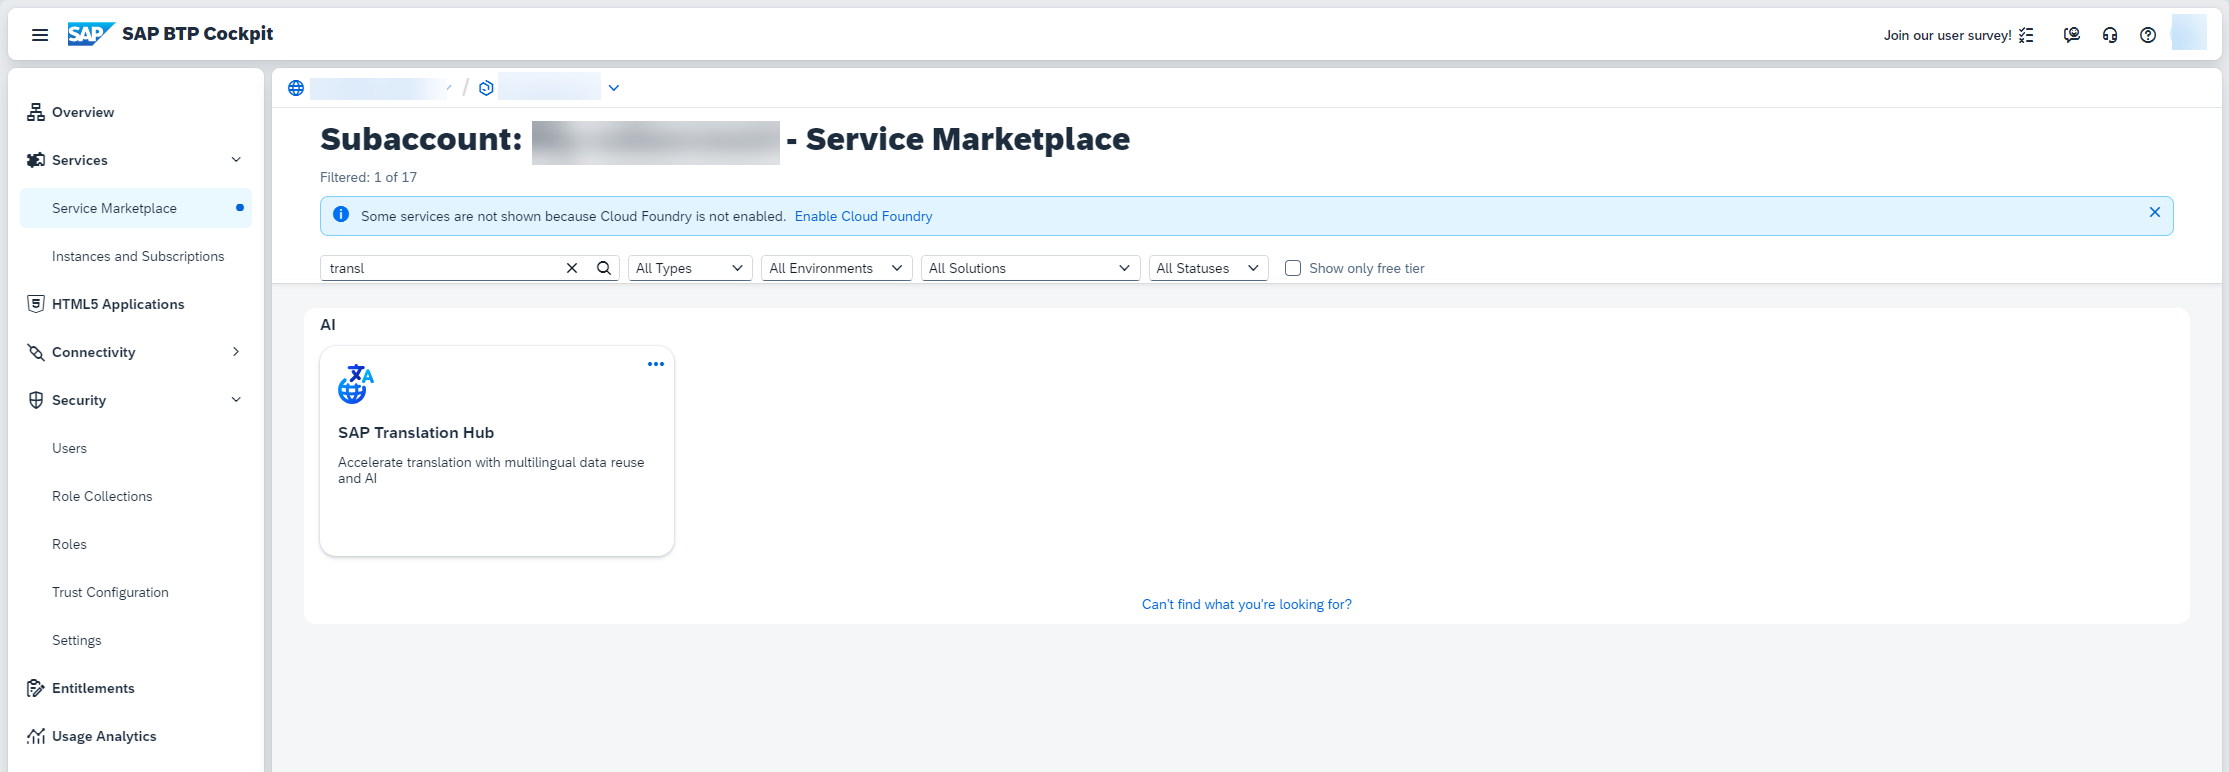 SAP SAP BTP Cockpit
Join our user survey!
Overview
Services
Service Marketplace
Instances and Subscriptions
HTML5 Applications
Connectivity
Security
Users
Role Collections
Roles
Trust Configuration
Settings
Entitlements
Usage Analytics
/
Subaccount: - Service Marketplace
Filtered: 1 of 17
Some services are not shown because Cloud Foundry is not enabled. Enable Cloud Foundry
transl All Types All Environments All Solutions All Statuses Show only free tier
AI
SAP Translation Hub
Accelerate translation with multilingual data reuse
and AI
Can't find what you're looking for?